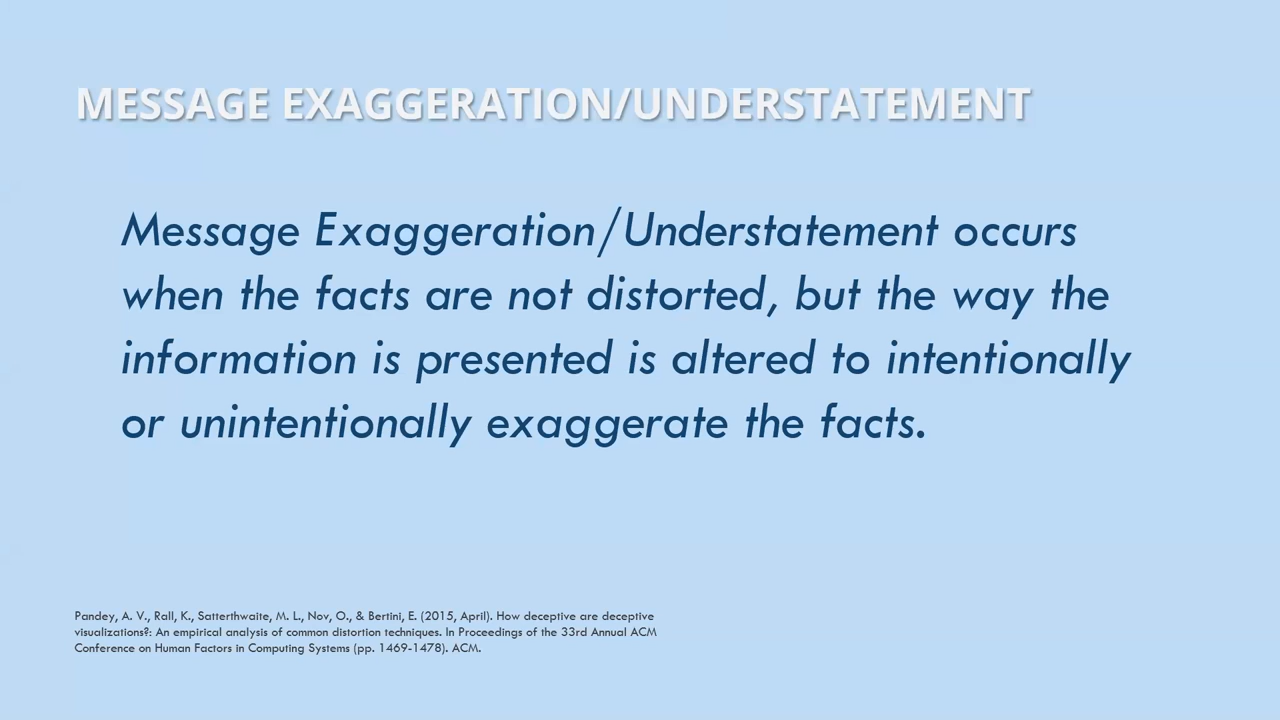 MESSAGE EXAGGERATION/UNDERSTATEMENT
Message Exaggeration/Understatement occurs
when the facts are not distorted, but the way the
information is presented is altered to intentionally
or unintentionally exaggerate the facts.
Pandey, A. V., Rall, K., Satterthwaite, M. L., Nov, O., & Bertini, E. (2015, April). How deceptive are deceptive
visualizations?: An empirical analysis of common distortion techniques. In Proceedings of the 33rd Annual ACM
Conference on Human Factors in Computing Systems (pp. 1469-1478). ACM.